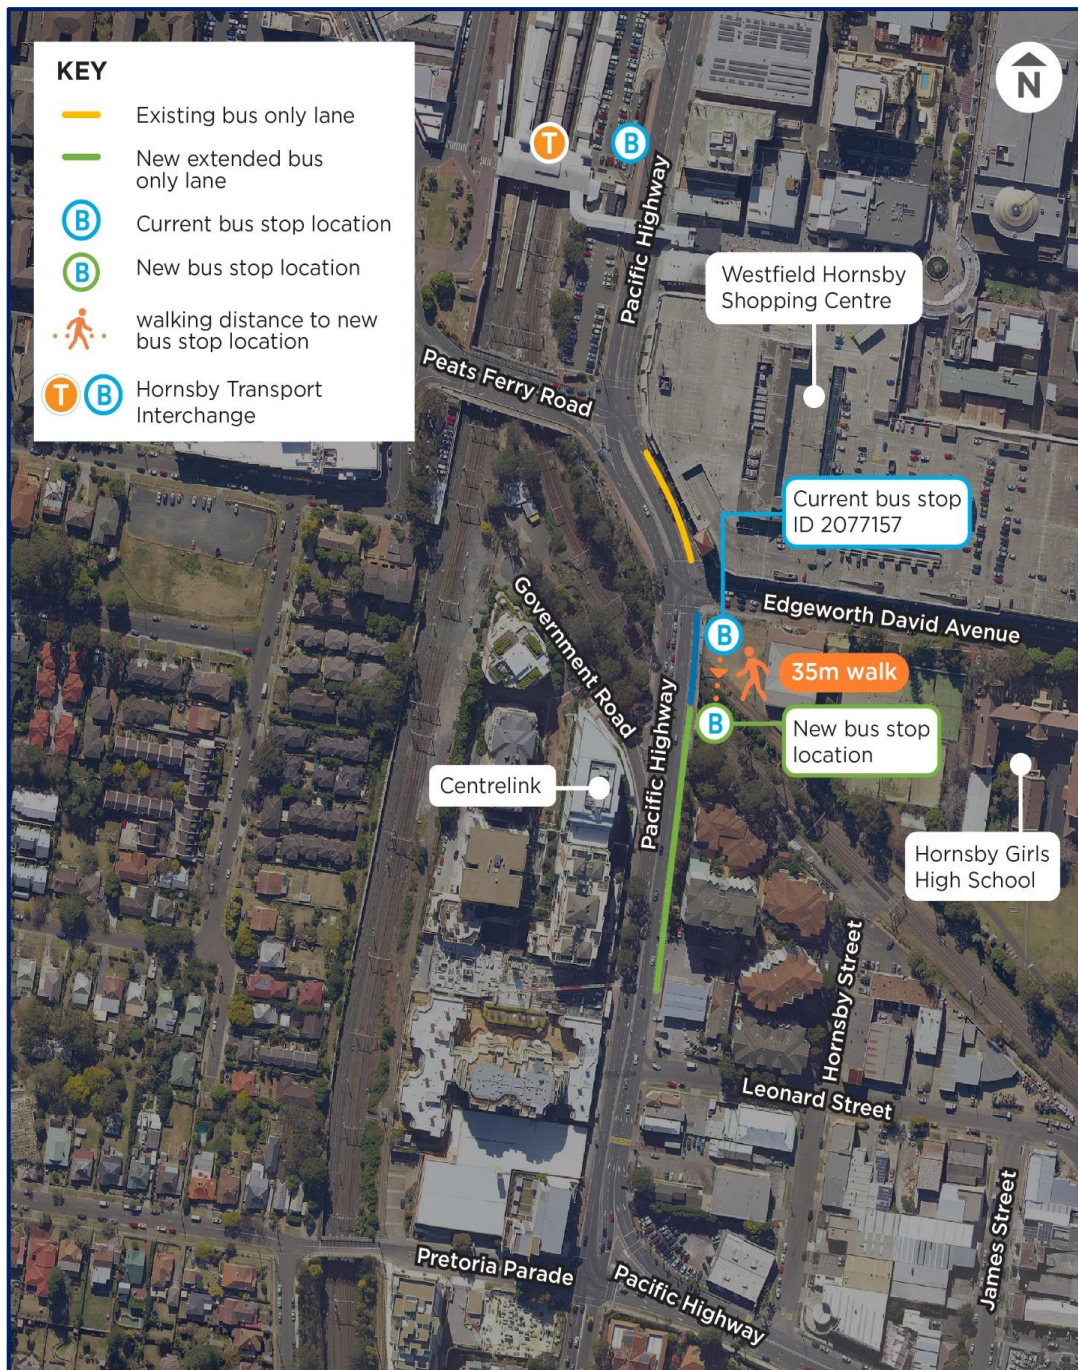 KEY
Existing bus only lane
New extended bus
only lane
B
Current bus stop location
B
New bus stop location
walking distance to new
bus stop location
T B
Hornsby Transport
Interchange
N
T
B
Pacific Highway
Westfield Hornsby
Shopping Centre
Peats Ferry Road
Current bus stop
ID 2077157
Edgeworth David Avenue
Government Road
B
35m walk
Pacific Highway
B
New bus stop
location
Centrelink
Hornsby Girls
High School
Hornsby Street
Leonard Street
James Street
Pretoria Parade
Pacific Highway